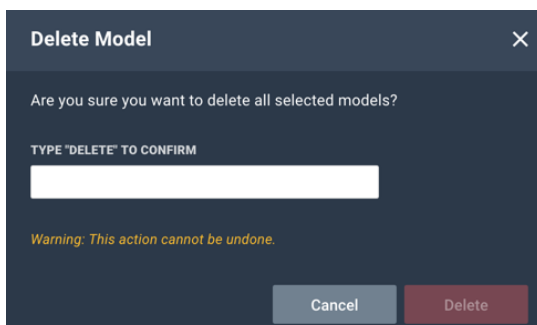 Delete Model
Are you sure you want to delete all selected models?
TYPE "DELETE" TO CONFIRM
Warning: This action cannot be undone.
Cancel Delete